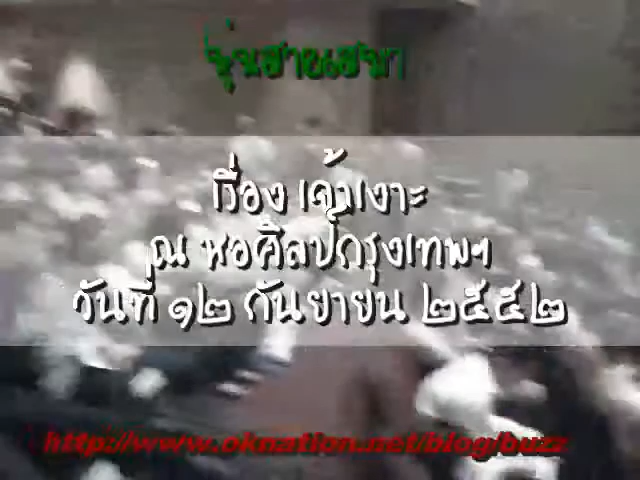 หุ่นสายเสมา
เรื่อง เจ้าเงาะ
ณ หอศิลป์กรุงเทพฯ
วันที่ ๑๒ กันยายน ๒๕๕๒
http://www.oknation.net/blog/buzz